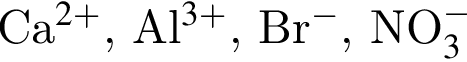 Ca²⁺, Al³⁺, Br⁻, NO₃⁻